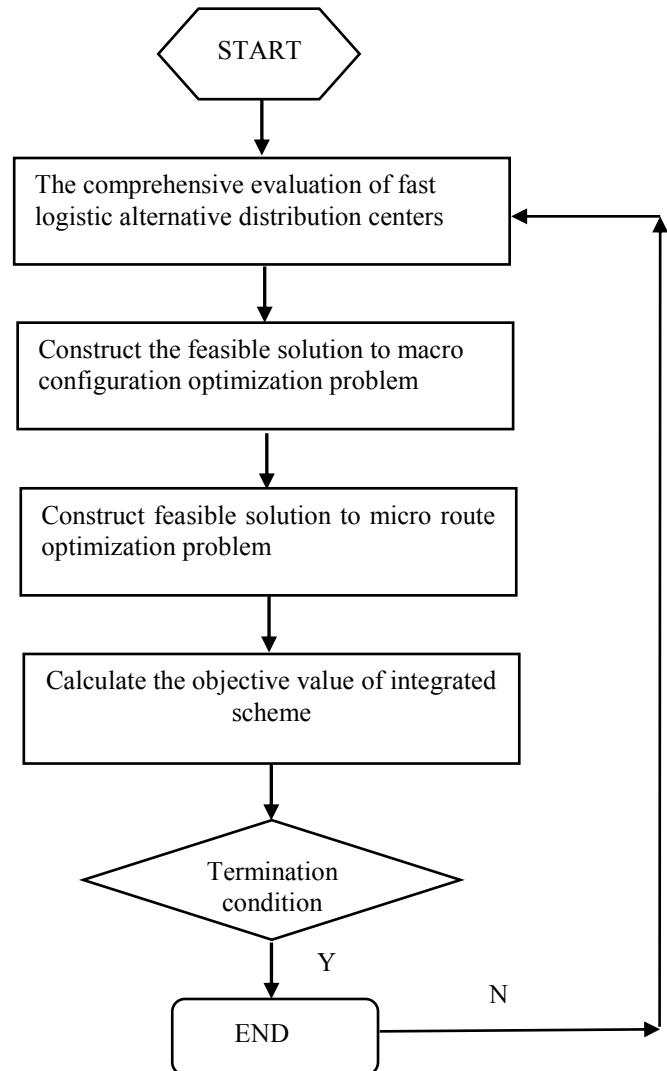 START
The comprehensive evaluation of fast
logistic alternative distribution centers
Construct the feasible solution to macro
configuration optimization problem
Construct feasible solution to micro route
optimization problem
Calculate the objective value of integrated
scheme
Termination
condition
Y
N
END